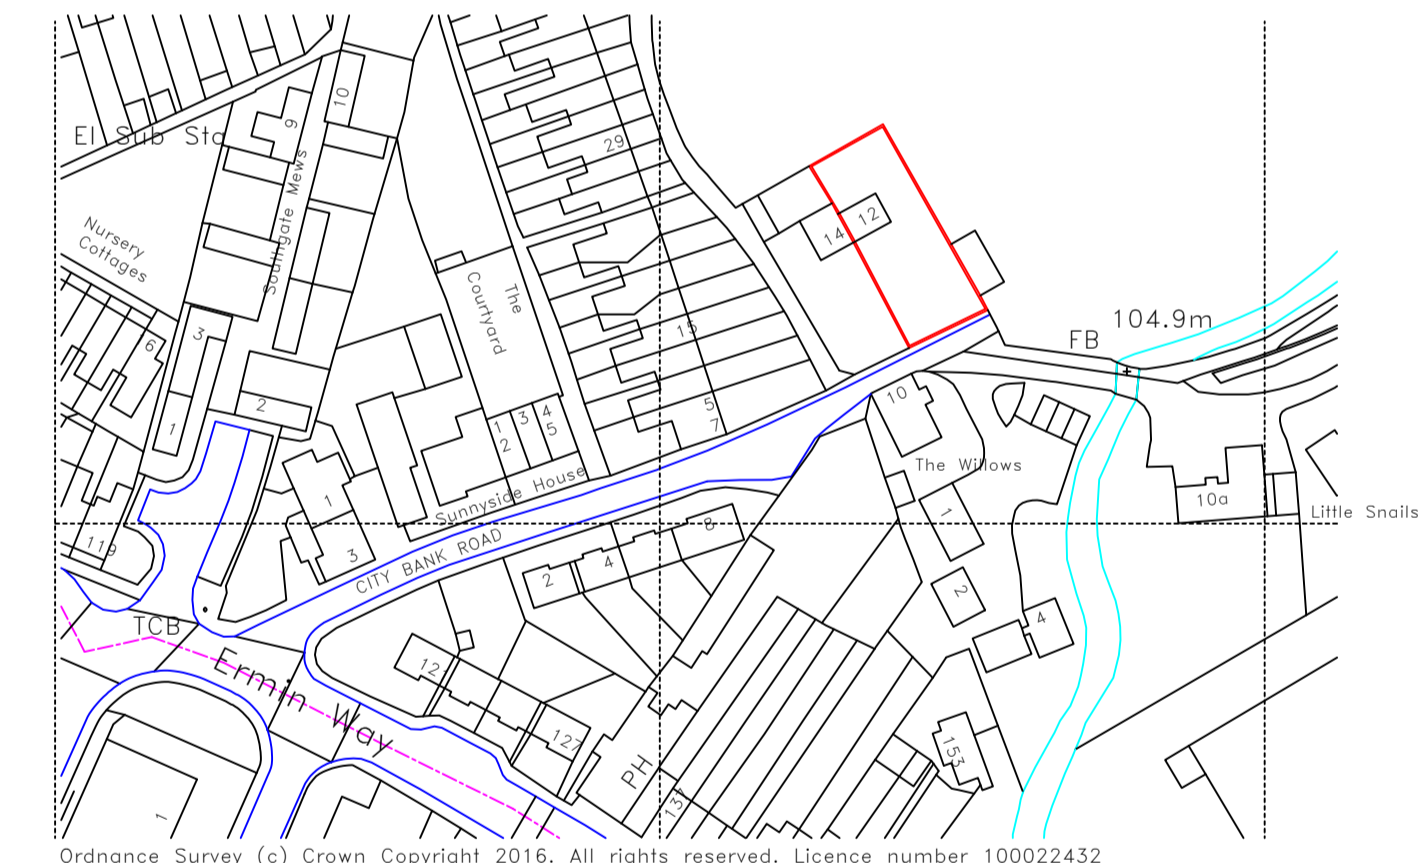 El Sub Sta
10
9
Southgate Mews
29
12
14
Nursery
Cottages
The
Courtyard
3
6
15
104.9m
FB
2
1
10
5
7
1
2
3
4
5
The Willows
Sunnyside House
1
3
8
1
10a
Little Snails
119
CITY BANK ROAD
2
4
2
4
TCB
Ermin Way
127
PH
153
137
1
Ordnance Survey (c) Crown Copyright 2016. All rights reserved. Licence number 100022432